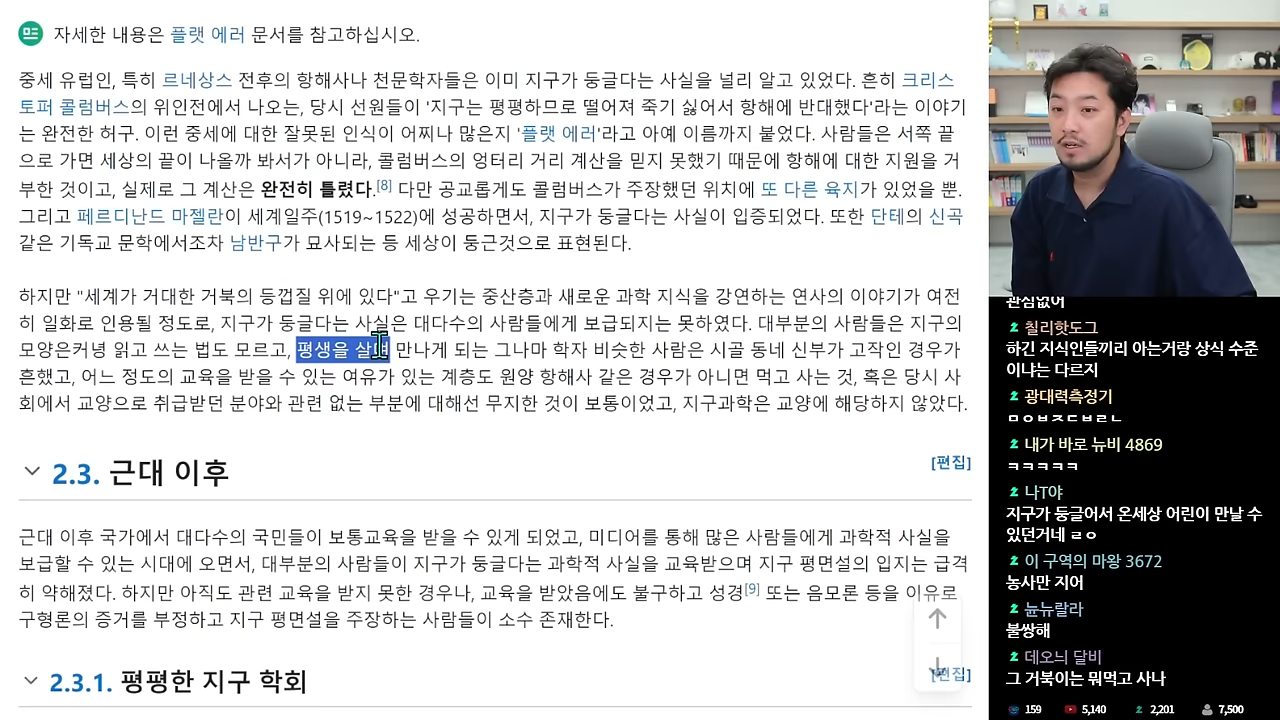 자세한 내용은 플랫 에러 문서를 참고하십시오.
중세 유럽인, 특히 르네상스 전후의 항해사나 천문학자들은 이미 지구가 둥글다는 사실을 널리 알고 있었다. 흔히 크리스
토퍼 콜럼버스의 위인전에서 나오는, 당시 선원들이 '지구는 평평하므로 떨어져 죽기 싫어서 항해에 반대했다'라는 이야기
는 완전한 허구. 이런 중세에 대한 잘못된 인식이 어찌나 많은지 '플랫 에러'라고 아예 이름까지 붙었다. 사람들은 서쪽 끝
으로 가면 세상의 끝이 나올까 봐서가 아니라, 콜럼버스의 엉터리 거리 계산을 믿지 못했기 때문에 항해에 대한 지원을 거
부한 것이고, 실제로 그 계산은 완전히 틀렸다.[8] 다만 공교롭게도 콜럼버스가 주장했던 위치에 또 다른 육지가 있었을 뿐.
그리고 페르디난드 마젤란이 세계일주(1519~1522)에 성공하면서, 지구가 둥글다는 사실이 입증되었다. 또한 단테의 신곡
같은 기독교 문학에서조차 남반구가 묘사되는 등 세상이 둥근것으로 표현된다.
하지만 "세계가 거대한 거북의 등껍질 위에 있다"고 우기는 중산층과 새로운 과학 지식을 강연하는 연사의 이야기가 여전
히 일화로 인용될 정도로, 지구가 둥글다는 사실은 대다수의 사람들에게 보급되지는 못하였다. 대부분의 사람들은 지구의
모양은커녕 읽고 쓰는 법도 모르고, 평생을 살며 만나게 되는 그나마 학자 비슷한 사람은 시골 동네 신부가 고작인 경우가
흔했고, 어느 정도의 교육을 받을 수 있는 여유가 있는 계층도 원양 항해사 같은 경우가 아니면 먹고 사는 것, 혹은 당시 사
회에서 교양으로 취급받던 분야와 관련 없는 부분에 대해선 무지한 것이 보통이었고, 지구과학은 교양에 해당하지 않았다.
2.3. 근대 이후
[편집]
근대 이후 국가에서 대다수의 국민들이 보통교육을 받을 수 있게 되었고, 미디어를 통해 많은 사람들에게 과학적 사실을
보급할 수 있는 시대에 오면서, 대부분의 사람들이 지구가 둥글다는 과학적 사실을 교육받으며 지구 평면설의 입지는 급격
히 약해졌다. 하지만 아직도 관련 교육을 받지 못한 경우나, 교육을 받았음에도 불구하고 성경[9] 또는 음모론 등을 이유로
구형론의 증거를 부정하고 지구 평면설을 주장하는 사람들이 소수 존재한다.
2.3.1. 평평한 지구 학회
[편집]
관심없어
칠리핫도그
하긴 지식인들끼리 아는거랑 상식 수준
이냐는 다르지
광대력측정기
ㅁㅇㅂㅈㄷㅂㄹㄴ
내가 바로 뉴비 4869
ㅋㅋㅋㅋㅋ
나T야
지구가 둥글어서 온세상 어린이 만날 수
있던거네 ㄹㅇ
이 구역의 마왕 3672
농사만 지어
뉸뉴랄라
불쌍해
데오늬 달비
그 거북이는 뭐먹고 사나
159 5,140 2,201 7,500